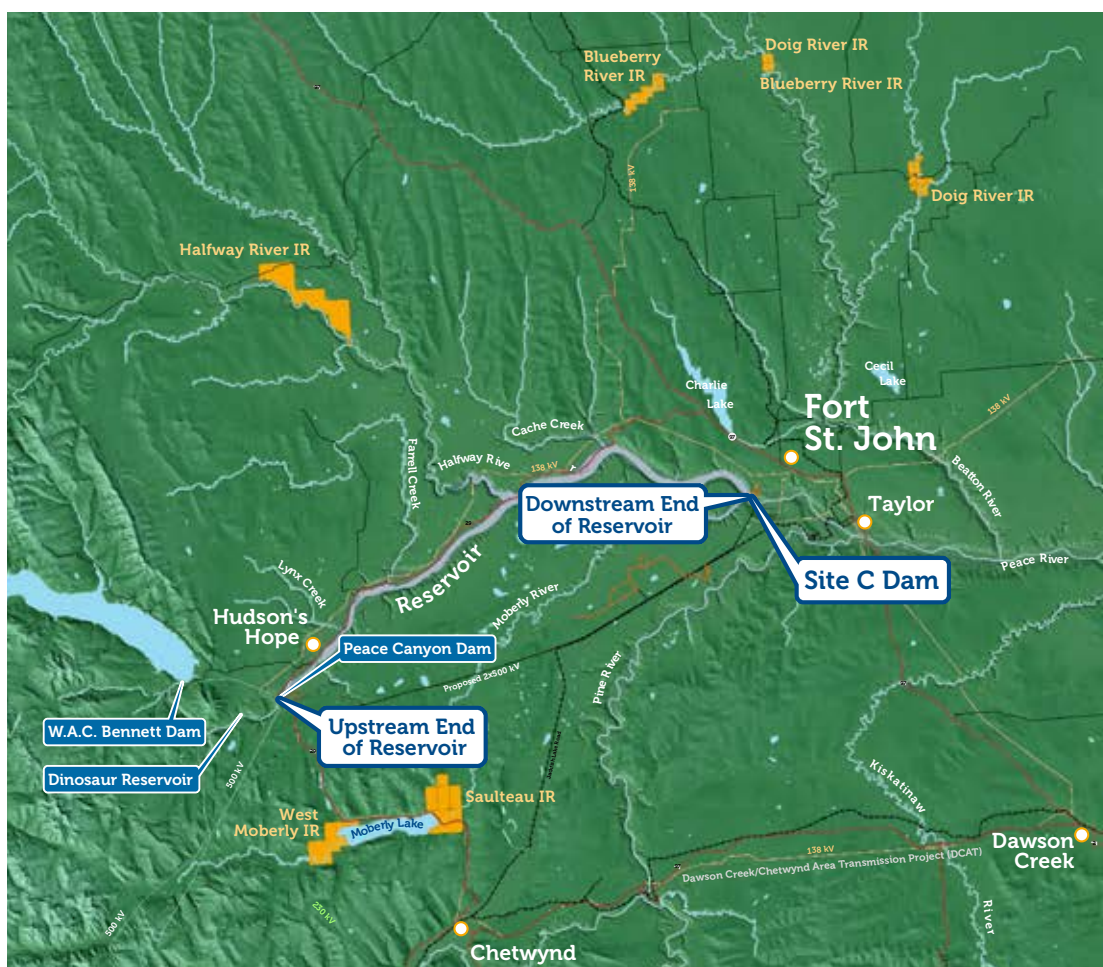 Doig River IR
Blueberry
River IR
Blueberry River IR
138 kV
Doig River IR
Halfway River IR
Charlie
Lake
Cecil
Lake
Fort
St. John
138 kV
Cache Creek
Farrell Creek
Halfway Rive
r
138 kV
97
Beatton River
Downstream End
of Reservoir
Taylor
29
Peace River
Site C Dam
Reservoir
Lynx Creek
Moberly River
Hudson's
Hope
Peace Canyon Dam
Pine River
Proposed 2x500 kV
W.A.C. Bennett Dam
Upstream End
of Reservoir
Dinosaur Reservoir
500 kV
Kiskatinaw
Saulteau IR
West
Moberly IR
Moberly Lake
Dawson
Creek
138 kV
Dawson Creek/Chetwynd Area Transmission Project (DCAT)
230 kV
500 kV
River
Chetwynd